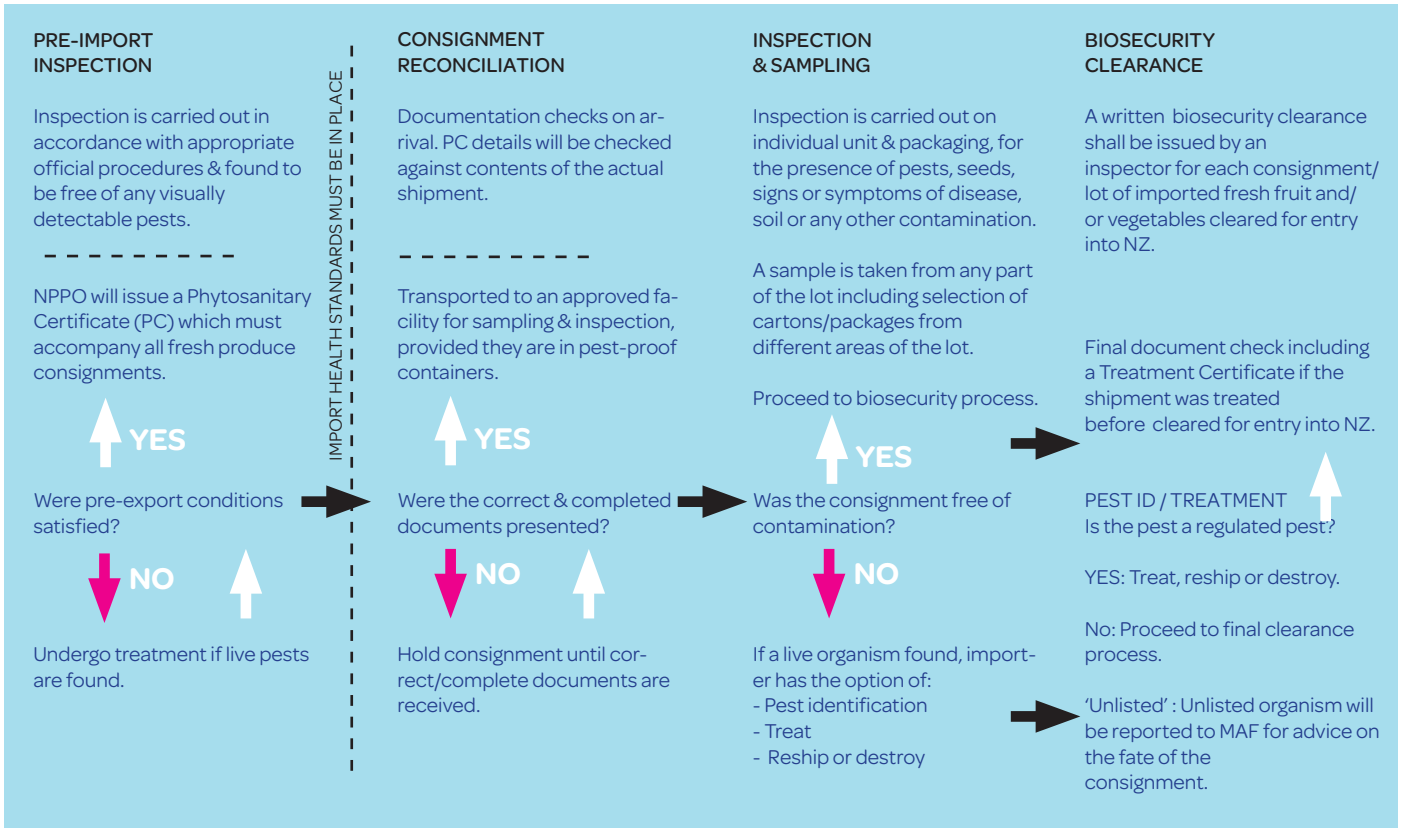 PRE-IMPORT
INSPECTION
Inspection is carried out in
accordance with appropriate
official procedures & found to
be free of any visually
detectable pests.
NPPO will issue a Phytosanitary
Certificate (PC) which must
accompany all fresh produce
consignments.
YES
Were pre-export conditions
satisfied?
NO
Undergo treatment if live pests
are found.
IMPORT HEALTH STANDARDS MUST BE IN PLACE
CONSIGNMENT
RECONCILIATION
Documentation checks on ar-
rival. PC details will be checked
against contents of the actual
shipment.
Transported to an approved fa-
cility for sampling & inspection,
provided they are in pest-proof
containers.
YES
Were the correct & completed
documents presented?
NO
Hold consignment until cor-
rect/complete documents are
received.
INSPECTION
& SAMPLING
Inspection is carried out on
individual unit & packaging, for
the presence of pests, seeds,
signs or symptoms of disease,
soil or any other contamination.
A sample is taken from any part
of the lot including selection of
cartons/packages from
different areas of the lot.
Proceed to biosecurity process.
YES
Was the consignment free of
contamination?
NO
If a live organism found, import-
er has the option of:
- Pest identification
- Treat
- Reship or destroy
BIOSECURITY
CLEARANCE
A written biosecurity clearance
shall be issued by an
inspector for each consignment/
lot of imported fresh fruit and/
or vegetables cleared for entry
into NZ.
Final document check including
a Treatment Certificate if the
shipment was treated
before cleared for entry into NZ.
PEST ID / TREATMENT
Is the pest a regulated pest?
YES: Treat, reship or destroy.
No: Proceed to final clearance
process.
'Unlisted' : Unlisted organism will
be reported to MAF for advice on
the fate of the
consignment.